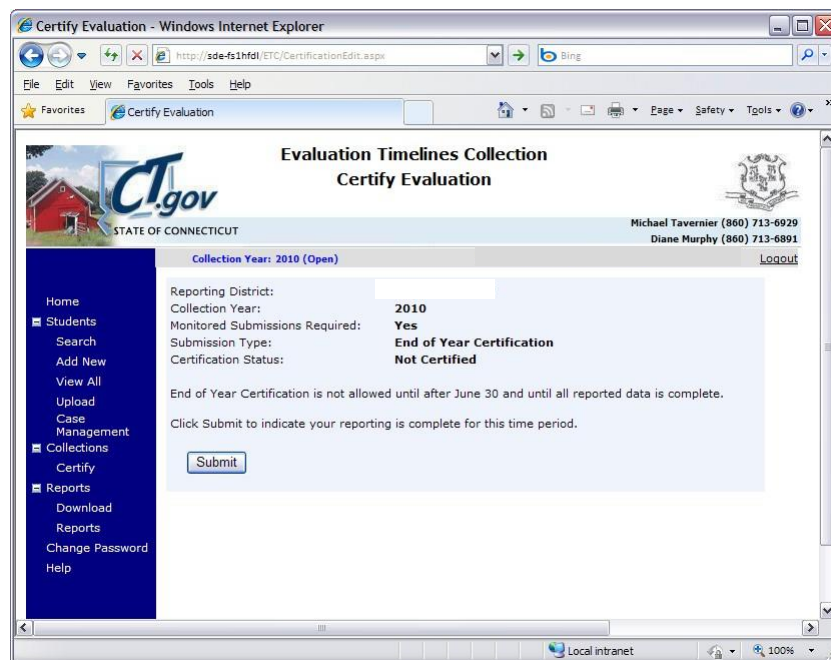 Certify Evaluation - Windows Internet Explorer
http://sde-fs1hfdl/ETC/CertificationEdit.aspx
Bing
File Edit View Favorites Tools Help
Favorites Certify Evaluation Page Safety Tools »
Evaluation Timelines Collection
Certify Evaluation
CT.gov
STATE OF CONNECTICUT
Michael Tavernier (860) 713-6929
Diane Murphy (860) 713-6891
Collection Year: 2010 (Open) Logout
Home
Students
Search
Add New
View All
Upload
Case
Management
Collections
Certify
Reports
Download
Reports
Change Password
Help
Reporting District:
Collection Year: 2010
Monitored Submissions Required: Yes
Submission Type: End of Year Certification
Certification Status: Not Certified
End of Year Certification is not allowed until after June 30 and until all reported data is complete.
Click Submit to indicate your reporting is complete for this time period.
Submit
Local intranet 100%